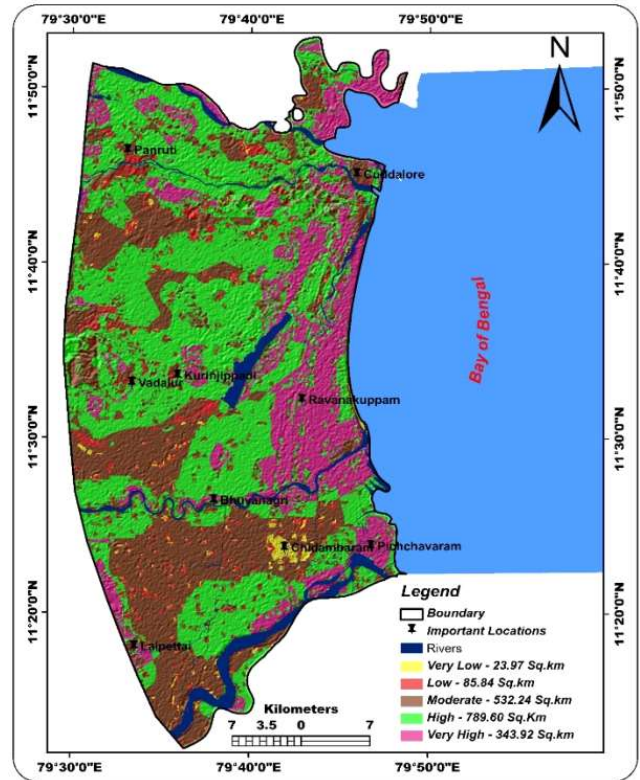 79°30'0"E
79°40'0"E
79°50'0"E
N
11°50'0"N
11°50'0"N
Panruti
Cuddalore
11°40'0"N
11°40'0"N
Bay of Bengal
Kurinjippadi
Vadalur
Ravanakuppam
11°30'0"N
11°30'0"N
Bhuvanagri
Chidambaram
Pichchavaram
Legend
Boundary
Important Locations
Rivers
Very Low - 23.97 Sq.km
Low - 85.84 Sq.km
Moderate - 532.24 Sq.km
High - 789.60 Sq.Km
Very High - 343.92 Sq.km
11°20'0"N
11°20'0"N
Lalpettai
Kilometers
7 3.5 0 7
79°30'0"E
79°40'0"E
79°50'0"E